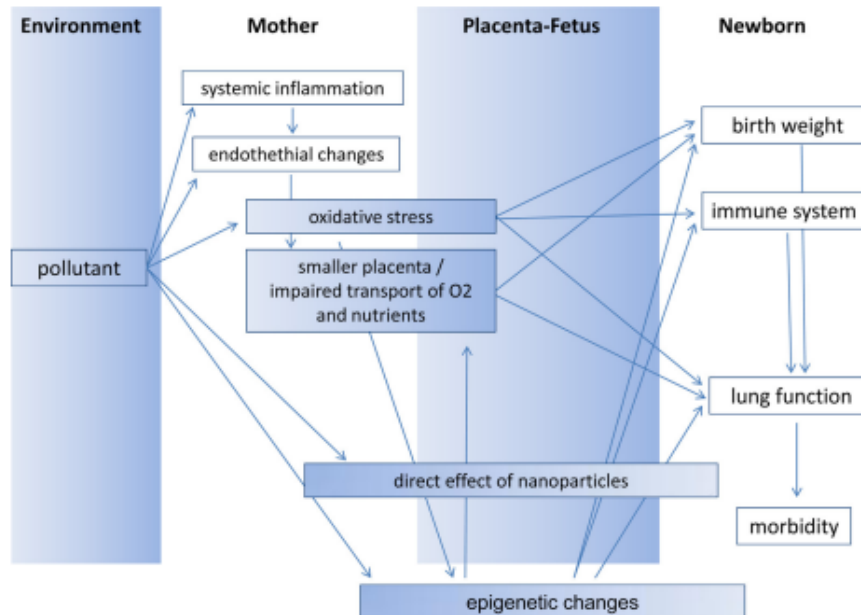 Environment
Mother
Placenta-Fetus
Newborn
systemic inflammation
birth weight
endothethial changes
oxidative stress
immune system
pollutant
smaller placenta /
impaired transport of O2
and nutrients
lung function
direct effect of nanoparticles
morbidity
epigenetic changes